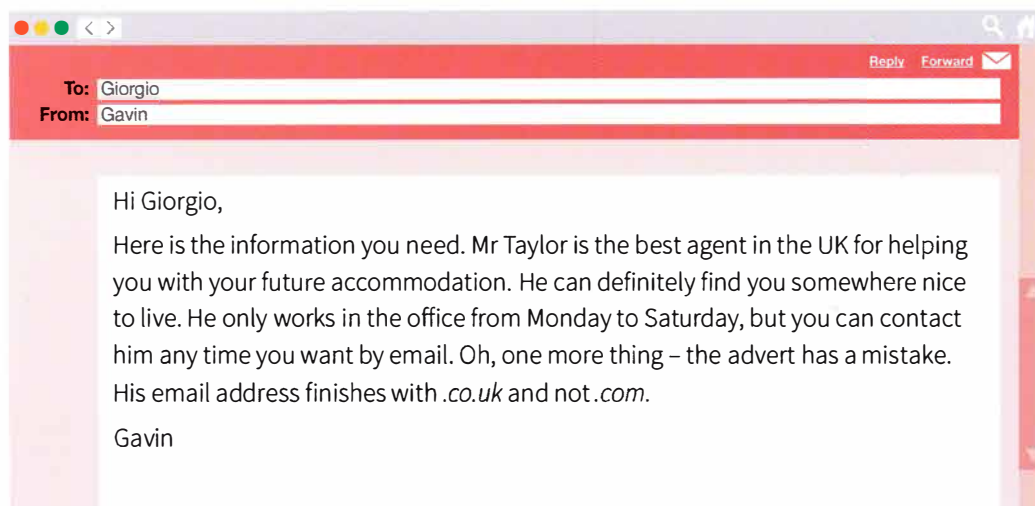 < >
Reply Forward
To: Giorgio
From: Gavin
Hi Giorgio,
Here is the information you need. Mr Taylor is the best agent in the UK for helping
you with your future accommodation. He can definitely find you somewhere nice
to live. He only works in the office from Monday to Saturday, but you can contact
him any time you want by email. Oh, one more thing – the advert has a mistake.
His email address finishes with .co.uk and not .com.
Gavin